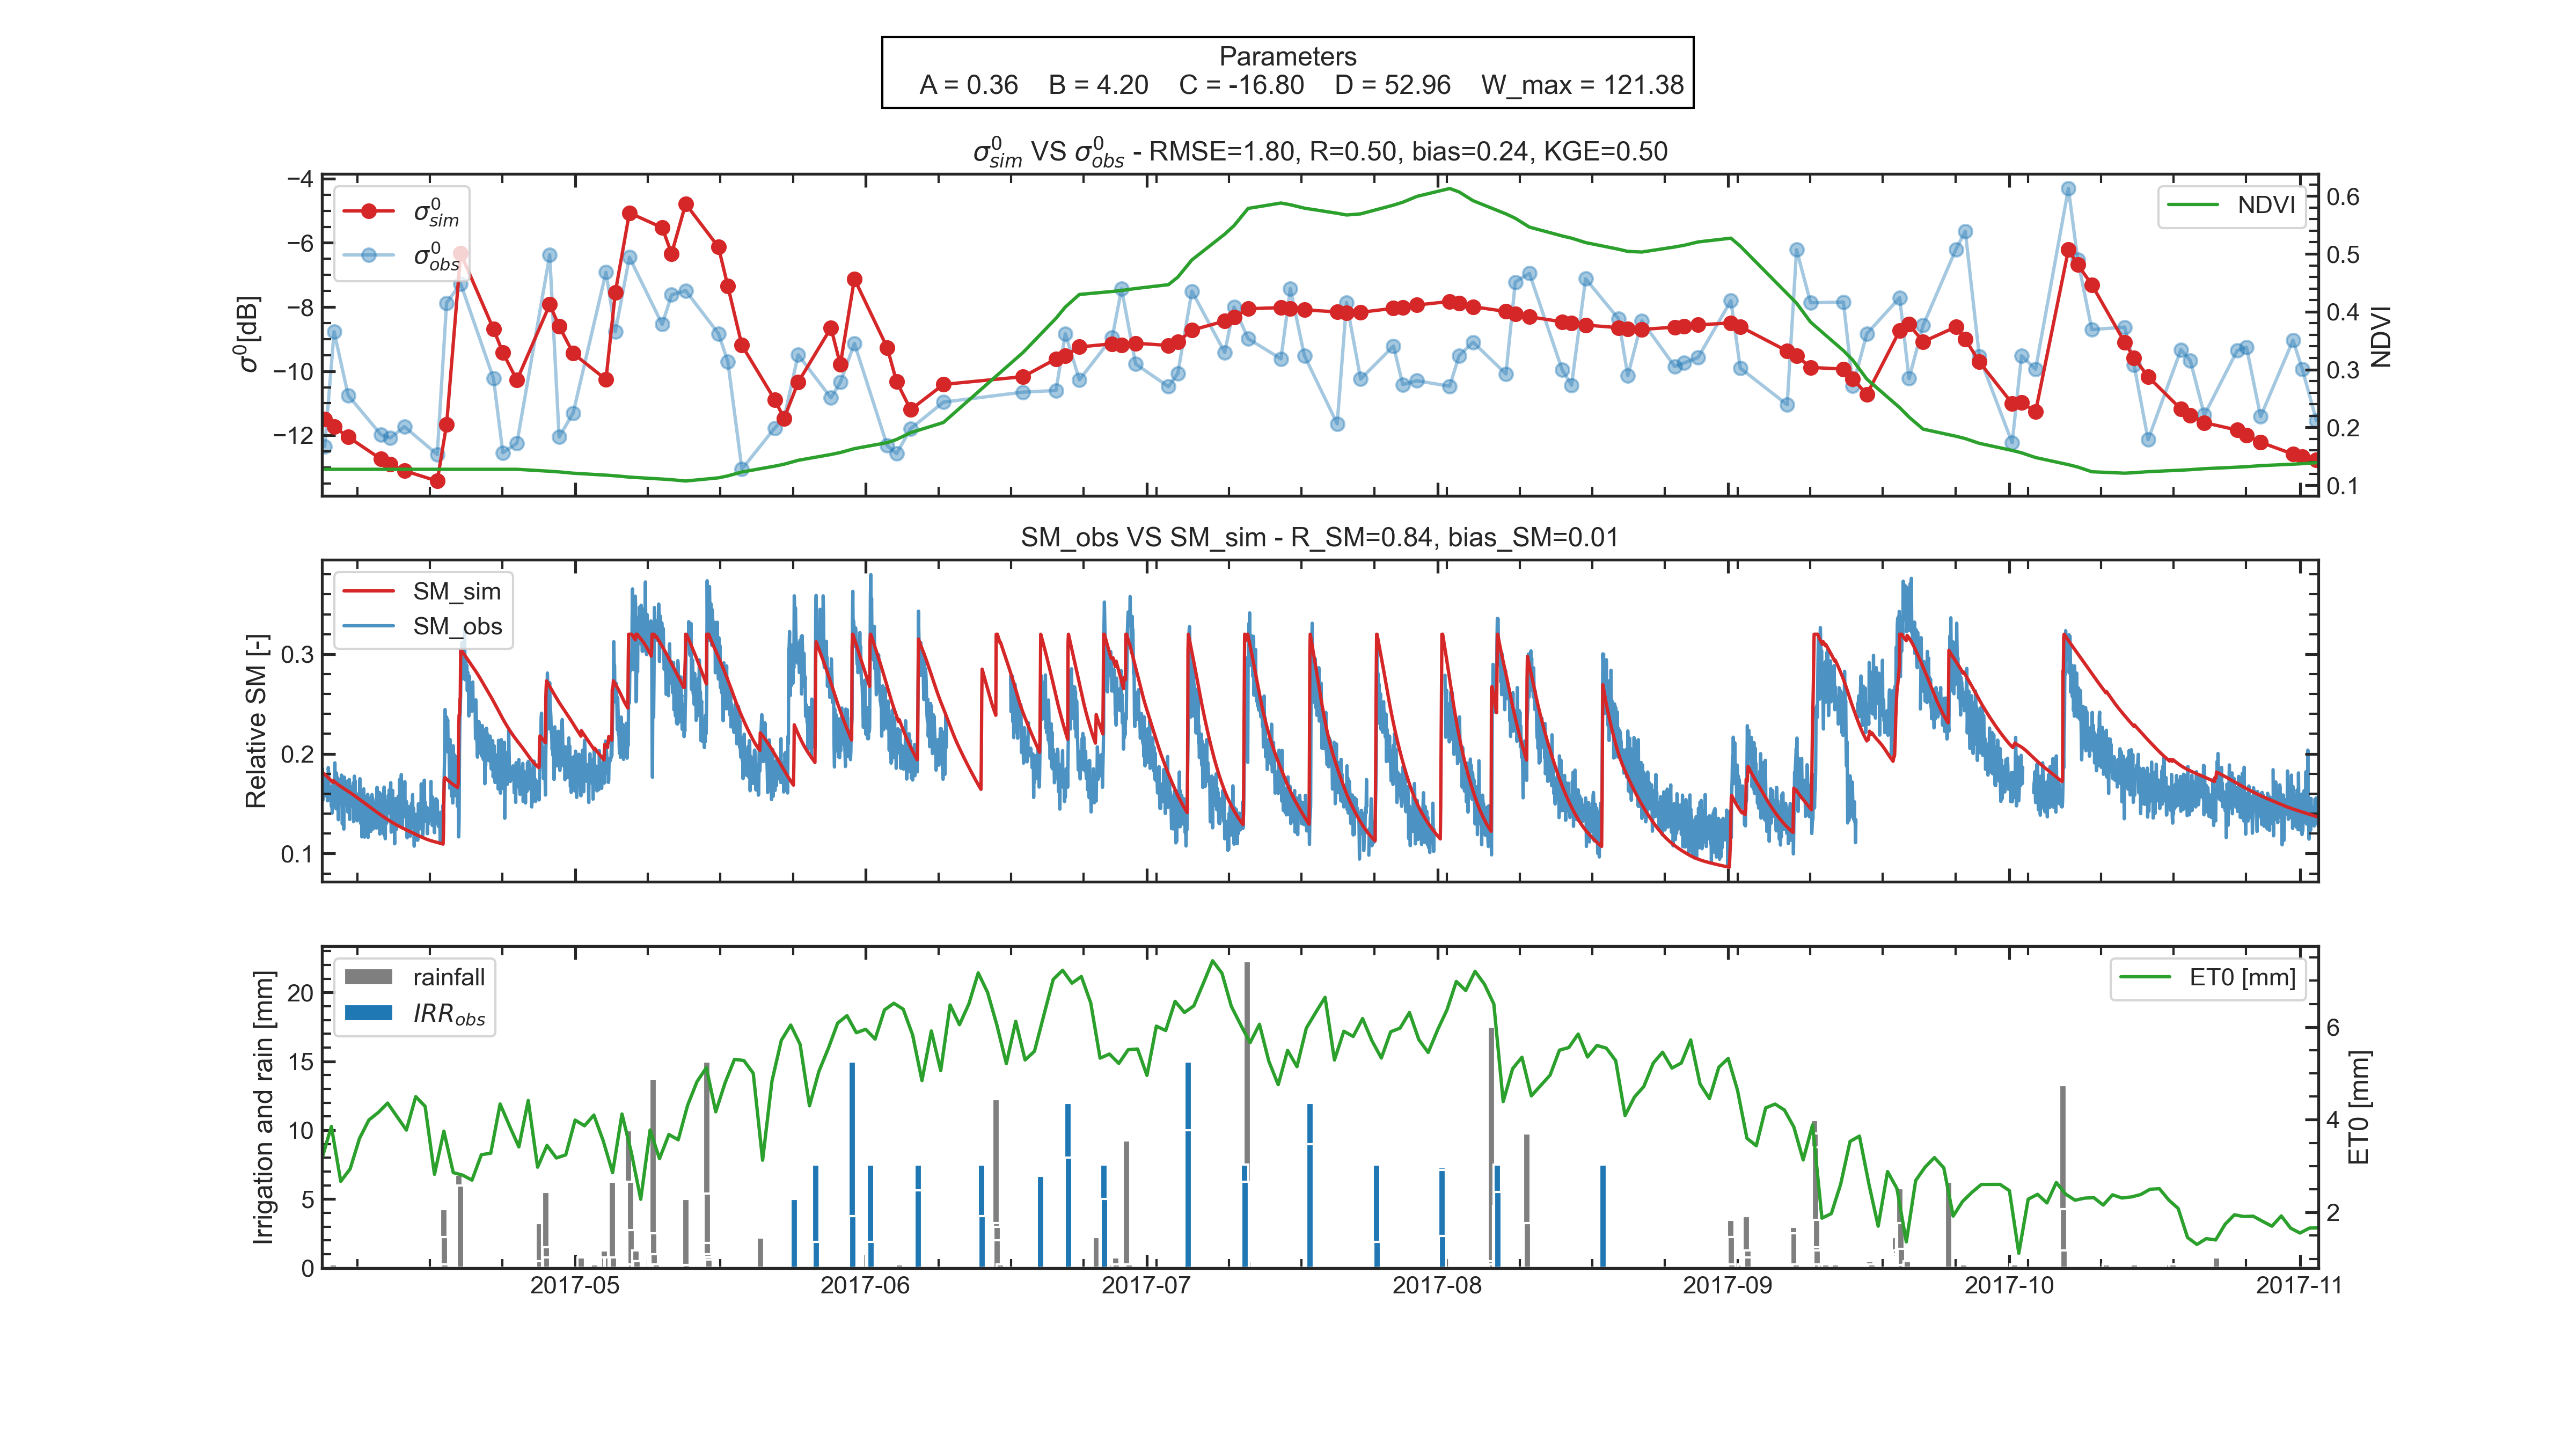 Parameters
A = 0.36 B = 4.20 C = -16.80 D = 52.96 W_max = 121.38
σ⁰sim VS σ⁰obs - RMSE=1.80, R=0.50, bias=0.24, KGE=0.50
σ⁰sim
σ⁰obs
NDVI
−4
−6
−8
−10
−12
σ⁰[dB]
0.6
0.5
0.4
0.3
0.2
0.1
NDVI
SM_obs VS SM_sim - R_SM=0.84, bias_SM=0.01
SM_sim
SM_obs
0.3
0.2
0.1
Relative SM [-]
rainfall
IRRobs
ET0 [mm]
20
15
10
5
0
Irrigation and rain [mm]
6
4
2
ET0 [mm]
2017-05 2017-06 2017-07 2017-08 2017-09 2017-10 2017-11